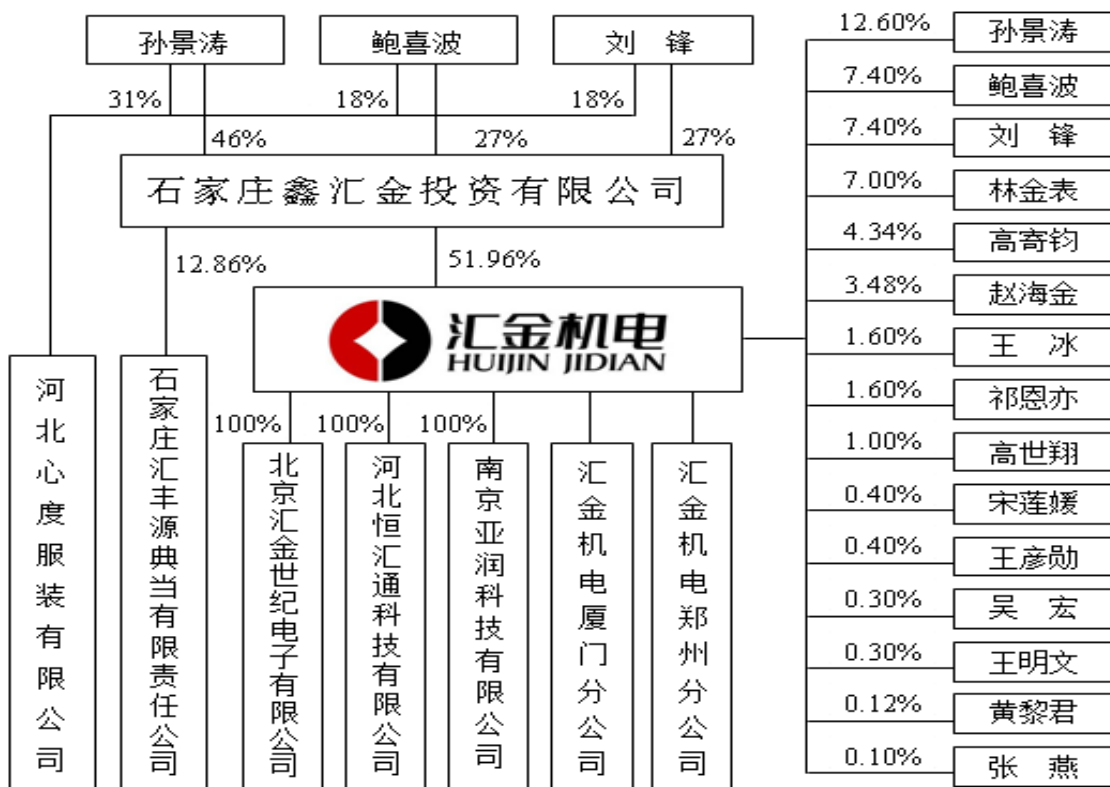 孙景涛
鲍喜波
刘 锋
31%
18%
18%
46%
27%
27%
石家庄鑫汇金投资有限公司
12.86%
51.96%
汇金机电
HUIJIN JIDIAN
100%
100%
100%
河北心度服装有限公司
石家庄汇丰源典当有限责任公司
北京汇金世纪电子有限公司
河北恒汇通科技有限公司
南京亚润科技有限公司
汇金机电厦门分公司
汇金机电郑州分公司
12.60% 孙景涛
7.40% 鲍喜波
7.40% 刘 锋
7.00% 林金表
4.34% 高寄钧
3.48% 赵海金
1.60% 王 冰
1.60% 祁恩亦
1.00% 高世翔
0.40% 宋莲媛
0.40% 王彦勋
0.30% 吴 宏
0.30% 王明文
0.12% 黄黎君
0.10% 张 燕